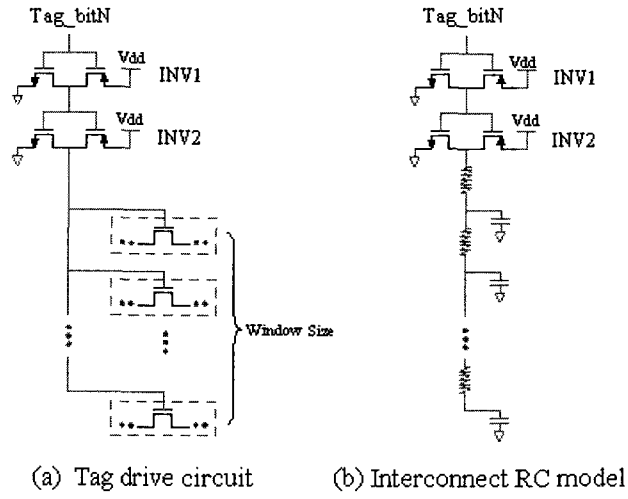 Tag_bitN
Vdd
INV1
Vdd
INV2
Window Size
(a) Tag drive circuit
Tag_bitN
Vdd
INV1
Vdd
INV2
(b) Interconnect RC model